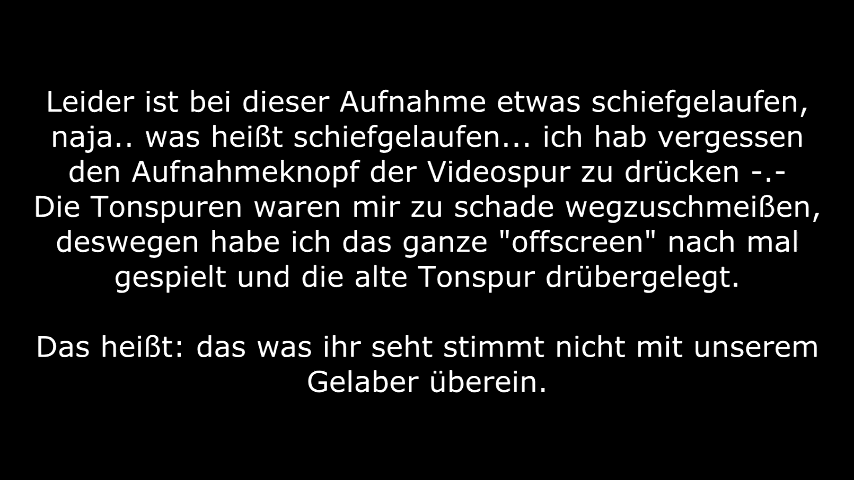 Leider ist bei dieser Aufnahme etwas schiefgelaufen,
naja.. was heißt schiefgelaufen... ich hab vergessen
den Aufnahmeknopf der Videospur zu drücken -.-
Die Tonspuren waren mir zu schade wegzuschmeißen,
deswegen habe ich das ganze "offscreen" nach mal
gespielt und die alte Tonspur drübergelegt.
Das heißt: das was ihr seht stimmt nicht mit unserem
Gelaber überein.